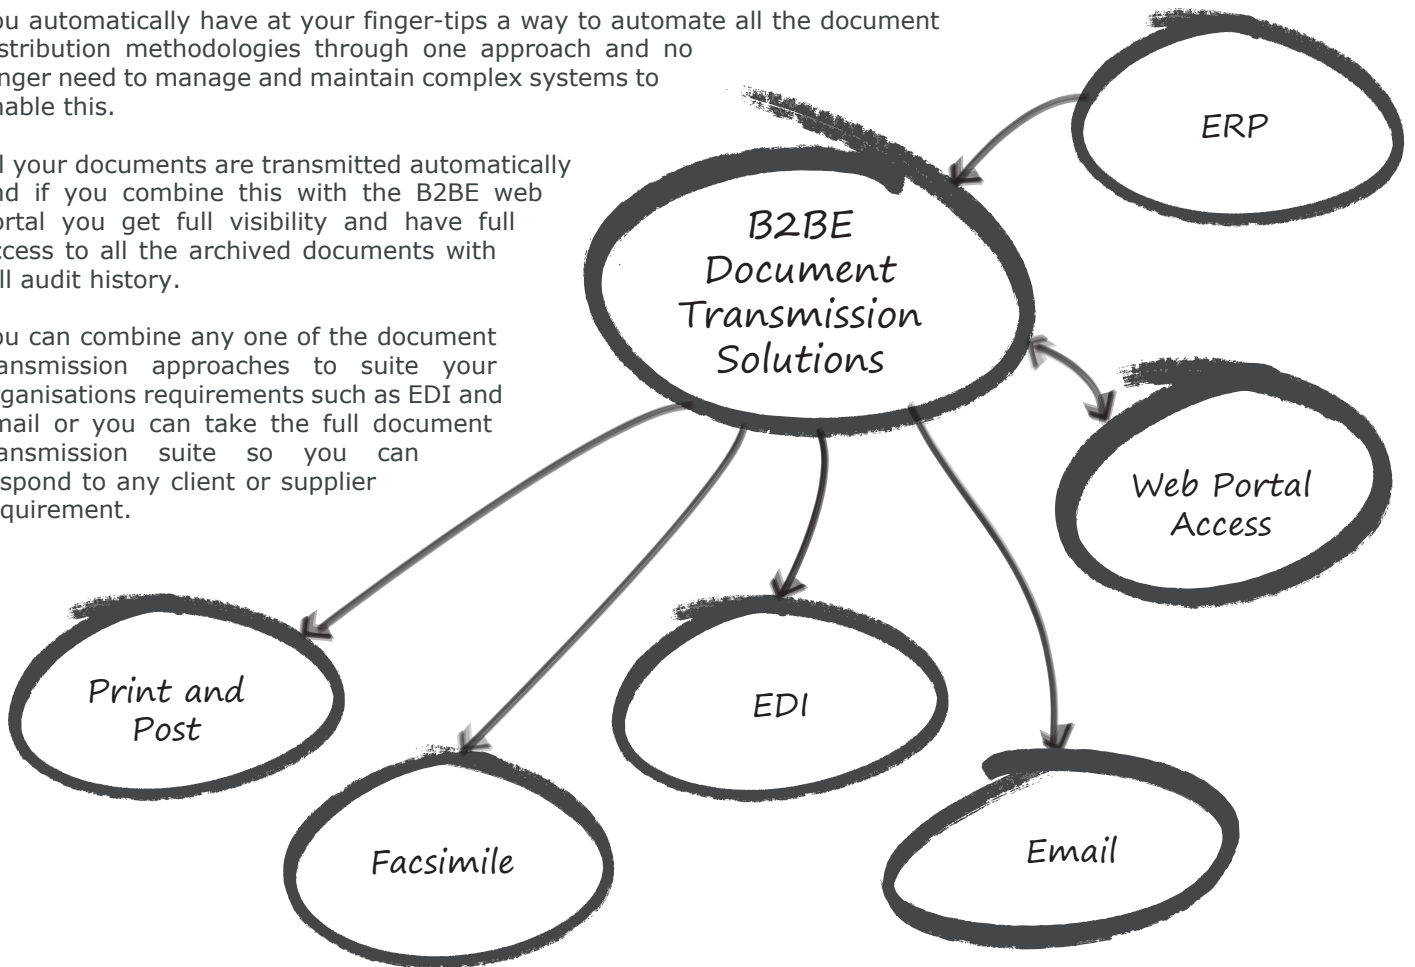 ou automatically have at your finger-tips a way to automate all the document
stribution methodologies through one approach and no
nger need to manage and maintain complex systems to
nable this.
l your documents are transmitted automatically
nd if you combine this with the B2BE web
ortal you get full visibility and have full
ccess to all the archived documents with
ll audit history.
ou can combine any one of the document
ansmission approaches to suite your
rganisations requirements such as EDI and
mail or you can take the full document
ansmission suite so you can
spond to any client or supplier
quirement.
ERP
B2BE
Document
Transmission
Solutions
Web Portal
Access
Print and
Post
EDI
Facsimile
Email